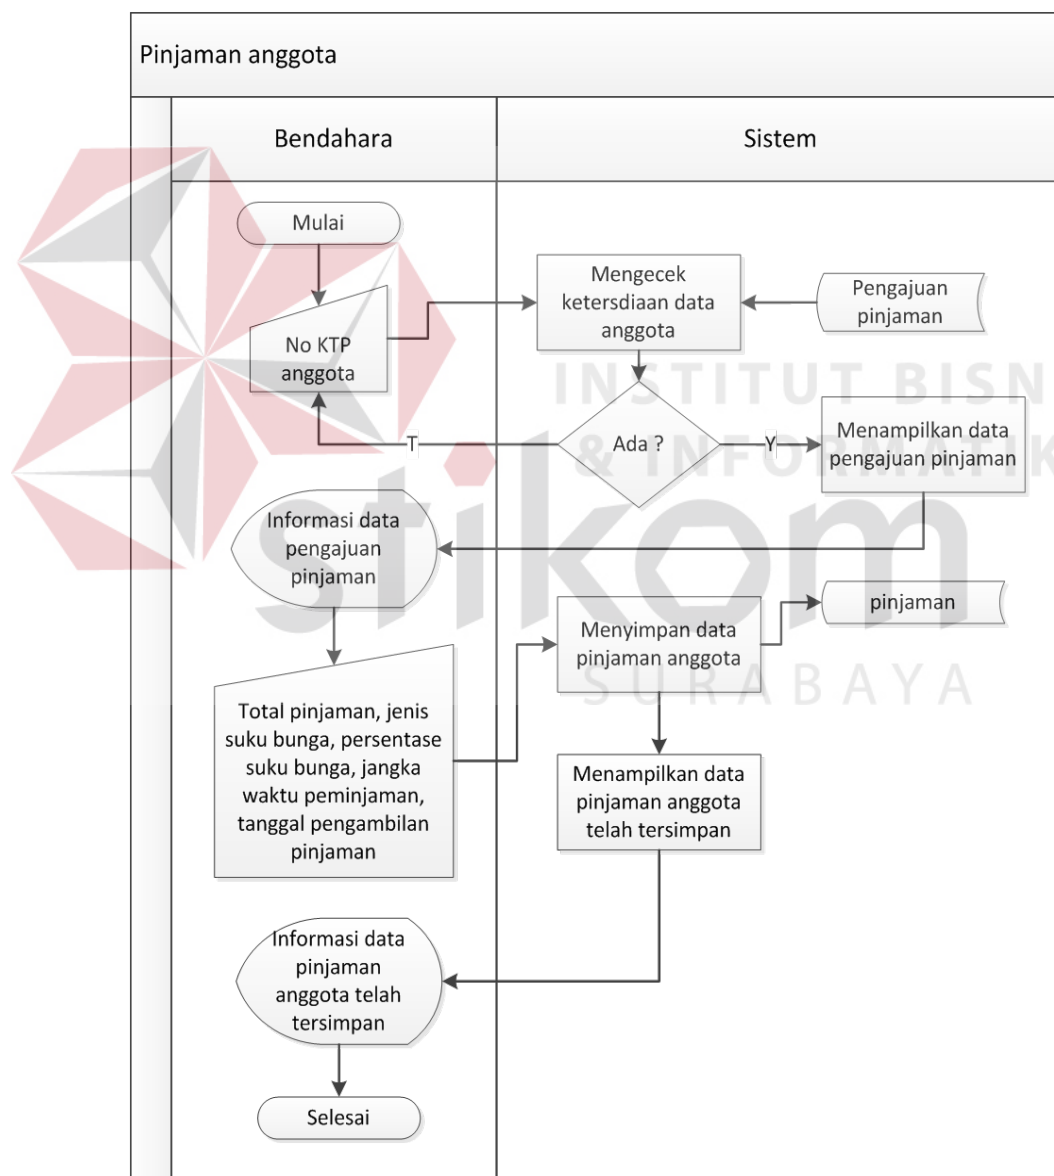 Pinjaman anggota
Bendahara
Sistem
Mulai
No KTP
anggota
Mengecek
ketersdiaan data
anggota
Pengajuan
pinjaman
Ada ?
T
Y
Menampilkan data
pengajuan pinjaman
Informasi data
pengajuan
pinjaman
Total pinjaman, jenis
suku bunga, persentase
suku bunga, jangka
waktu peminjaman,
tanggal pengambilan
pinjaman
Menyimpan data
pinjaman anggota
pinjaman
Menampilkan data
pinjaman anggota
telah tersimpan
Informasi data
pinjaman
anggota telah
tersimpan
Selesai
INSTITUT BISN
& INFORMATIK
stikom
SURABAYA